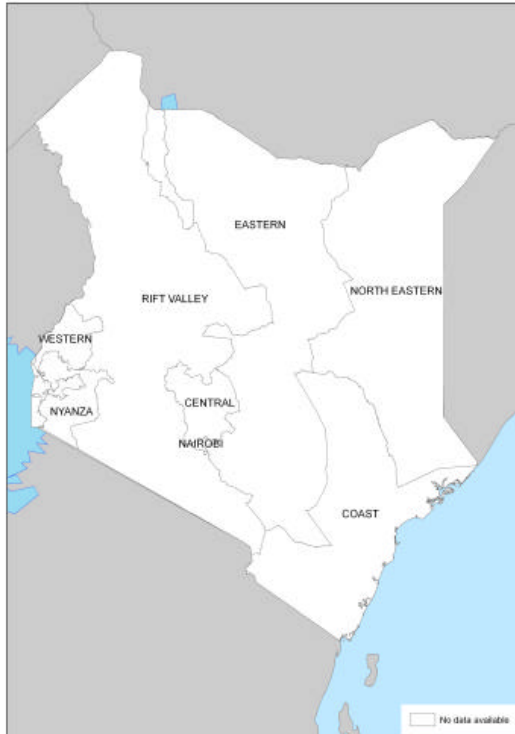 EASTERN
NORTH EASTERN
RIFT VALLEY
WESTERN
CENTRAL
NYANZA
NAIROBI
COAST
No data available